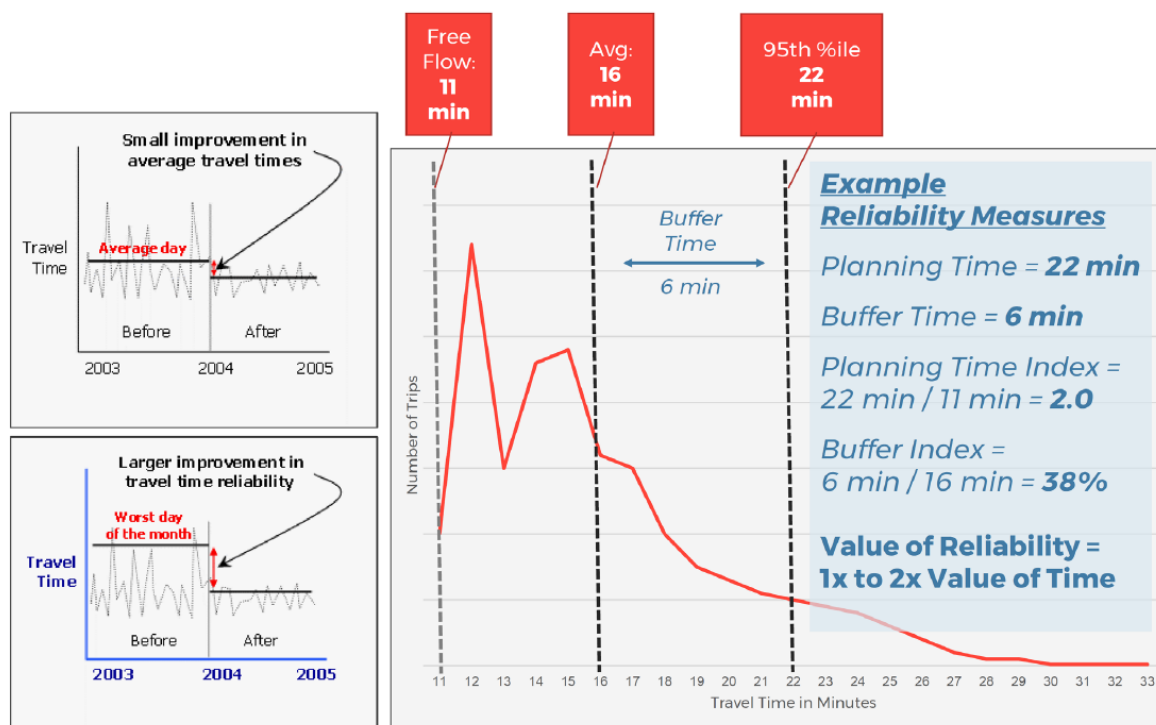 Free
Flow:
11
min
Avg:
16
min
95th %ile
22
min
Small improvement in
average travel times
Travel
Time
Average day
Before
After
2003
2004
2005
Larger improvement in
travel time reliability
Worst day
of the month
Travel
Time
Before
After
2003
2004
2005
Number of Trips
Buffer
Time
6 min
Example
Reliability Measures
Planning Time = 22 min
Buffer Time = 6 min
Planning Time Index =
22 min / 11 min = 2.0
Buffer Index =
6 min / 16 min = 38%
Value of Reliability =
1x to 2x Value of Time
11 12 13 14 15 16 17 18 19 20 21 22 23 24 25 26 27 28 29 30 31 32 33
Travel Time in Minutes